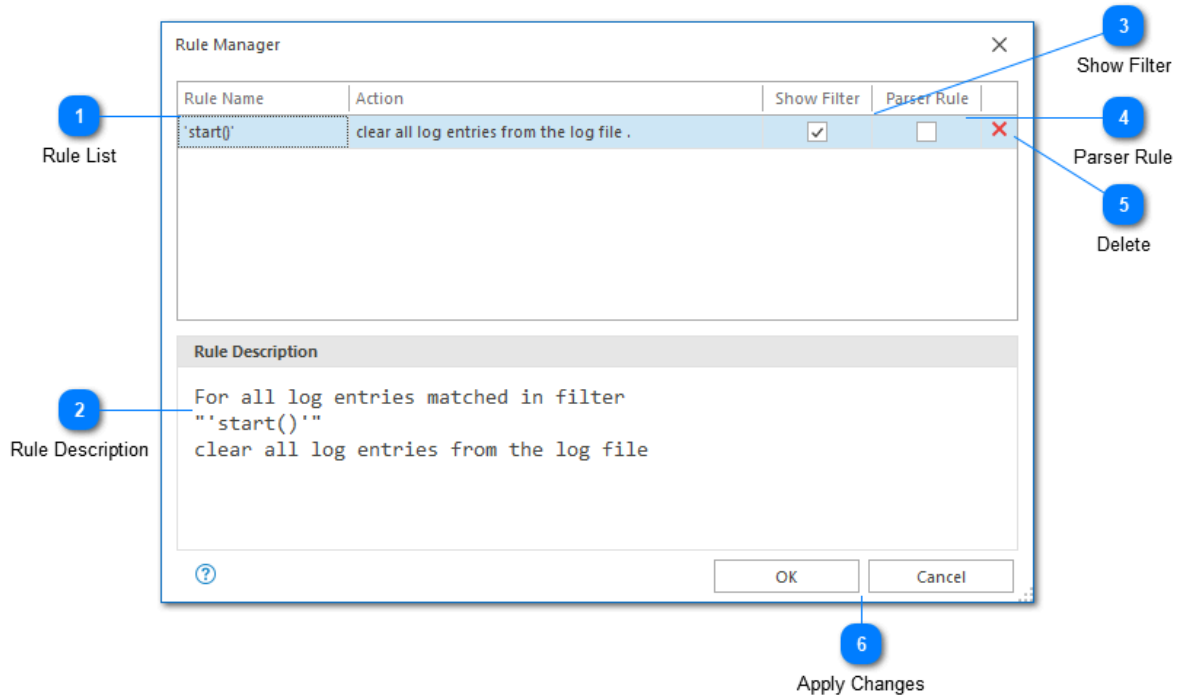 3
Show Filter
Rule Manager
Rule Name Action Show Filter Parser Rule
1
Rule List
'start()' clear all log entries from the log file .
4
Parser Rule
5
Delete
Rule Description
2
Rule Description
For all log entries matched in filter
"'start()'"
clear all log entries from the log file
?
OK Cancel
6
Apply Changes